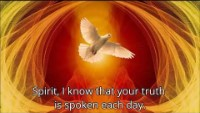 Spirit, I know that your truth
is spoken each day